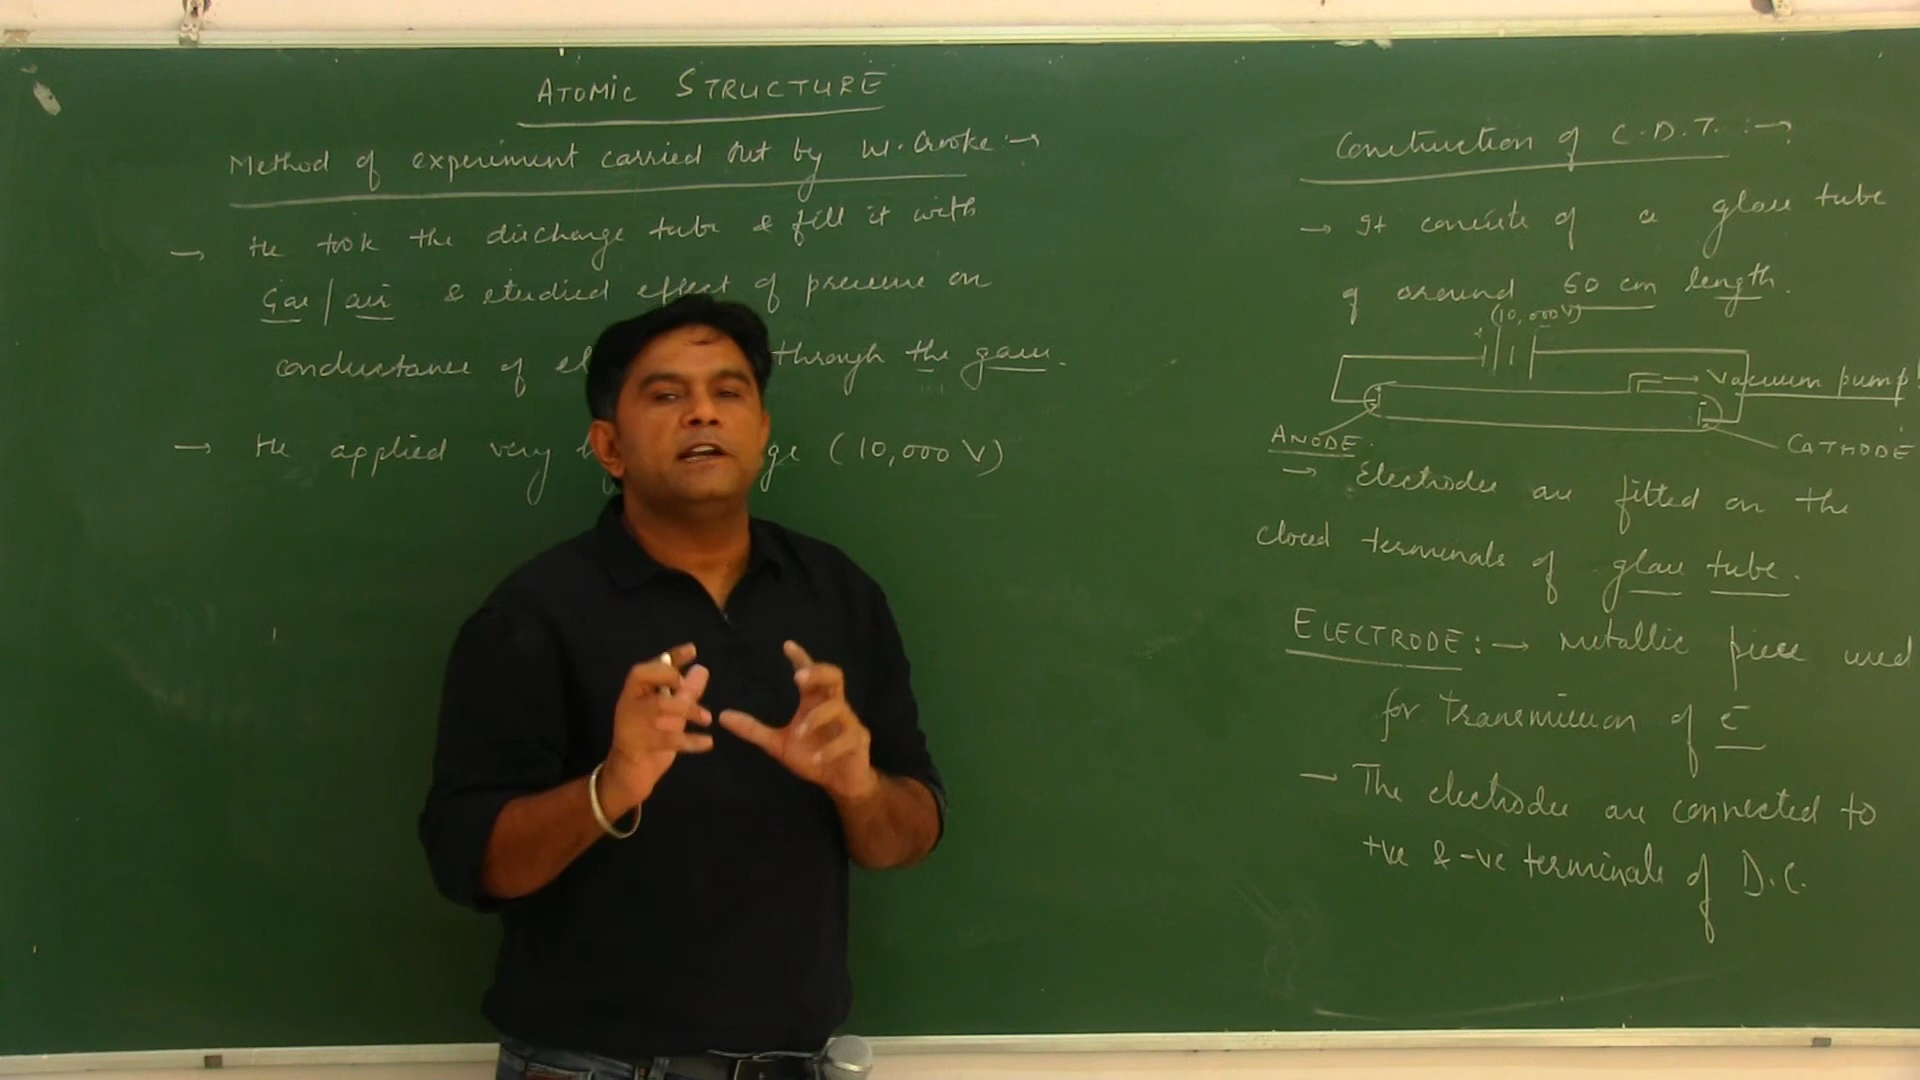 ATOMIC STRUCTURE
Method of experiment carried out by W. Crooke :→
→ He took the discharge tube & fill it with
Gas / air & studied effect of pressure on
conductance of through the gases.
→ He applied very (10,000 V)
Construction of C.D.T. :→
→ It consists of a glass tube
of around 60 cm length.
(10,000V)
+
→ Vacuum pump
ANODE.
CATHODE
→ Electrodes are fitted on the
closed terminals of glass tube.
ELECTRODE :→ metallic piece used
for transmission of e-
→ The electrodes are connected to
+ve & -ve terminals of D.C.